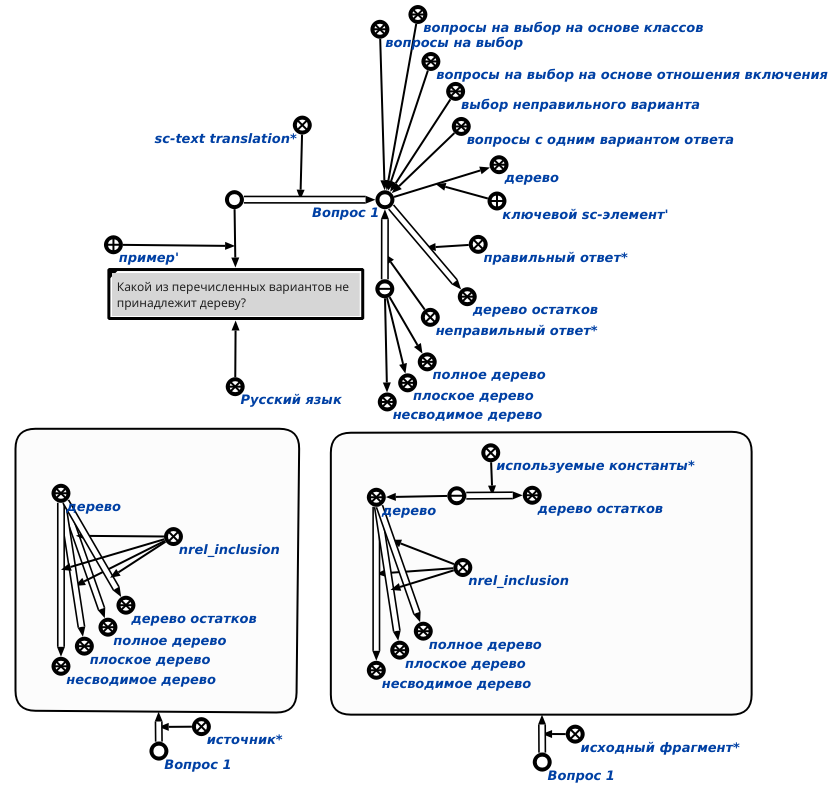 вопросы на выбор на основе классов
вопросы на выбор
вопросы на выбор на основе отношения включения
выбор неправильного варианта
sc-text translation*
вопросы с одним вариантом ответа
дерево
Вопрос 1
ключевой sc-элемент'
пример'
правильный ответ*
Какой из перечисленных вариантов не
принадлежит дереву?
дерево остатков
неправильный ответ*
полное дерево
Русский язык
плоское дерево
несводимое дерево
дерево
nrel_inclusion
дерево остатков
полное дерево
плоское дерево
несводимое дерево
источник*
Вопрос 1
используемые константы*
дерево
дерево остатков
nrel_inclusion
полное дерево
плоское дерево
несводимое дерево
исходный фрагмент*
Вопрос 1